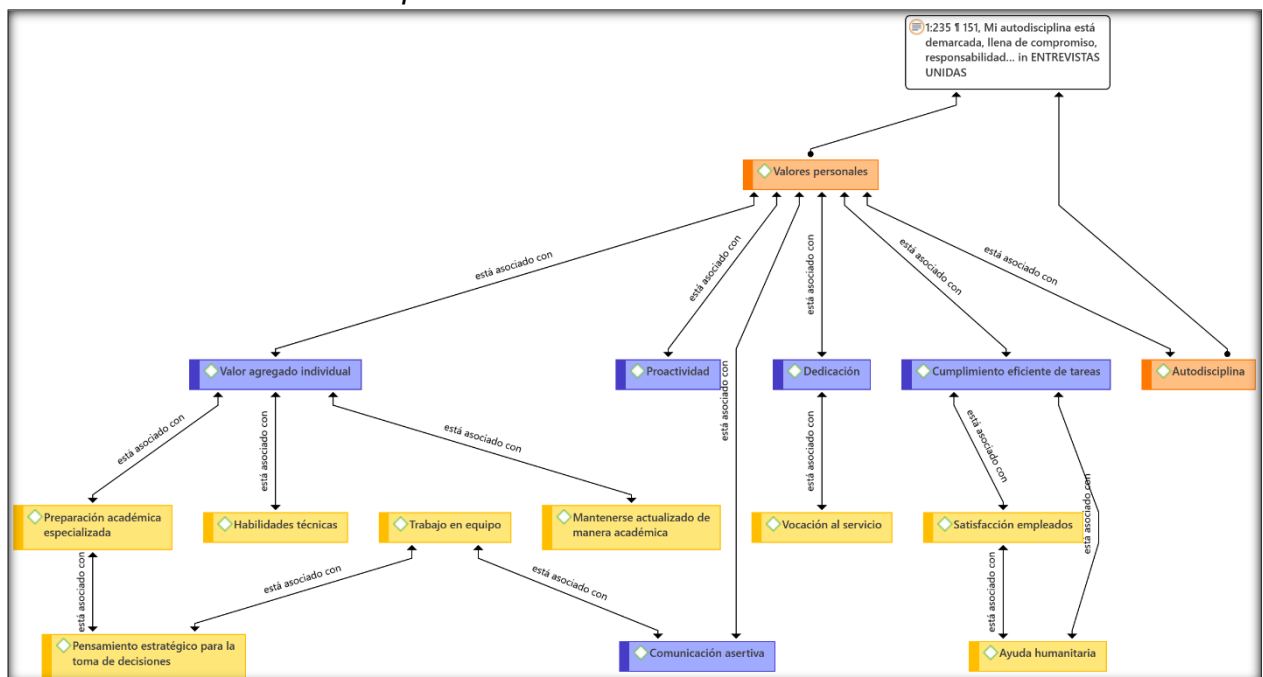 1:235 ¶ 151, Mi autodisciplina está
demarcada, llena de compromiso,
responsabilidad... in ENTREVISTAS
UNIDAS
Valores personales
está asociado con
está asociado con
está asociado con
está asociado con
está asociado con
está asociado con
Valor agregado individual
Proactividad
Dedicación
Cumplimiento eficiente de tareas
Autodisciplina
está asociado con
está asociado con
está asociado con
está asociado con
está asociado con
está asociado con
Preparación académica
especializada
Habilidades técnicas
Trabajo en equipo
Mantenerse actualizado de
manera académica
Vocación al servicio
Satisfacción empleados
está asociado con
está asociado con
está asociado con
está asociado con
Pensamiento estratégico para la
toma de decisiones
Comunicación asertiva
Ayuda humanitaria